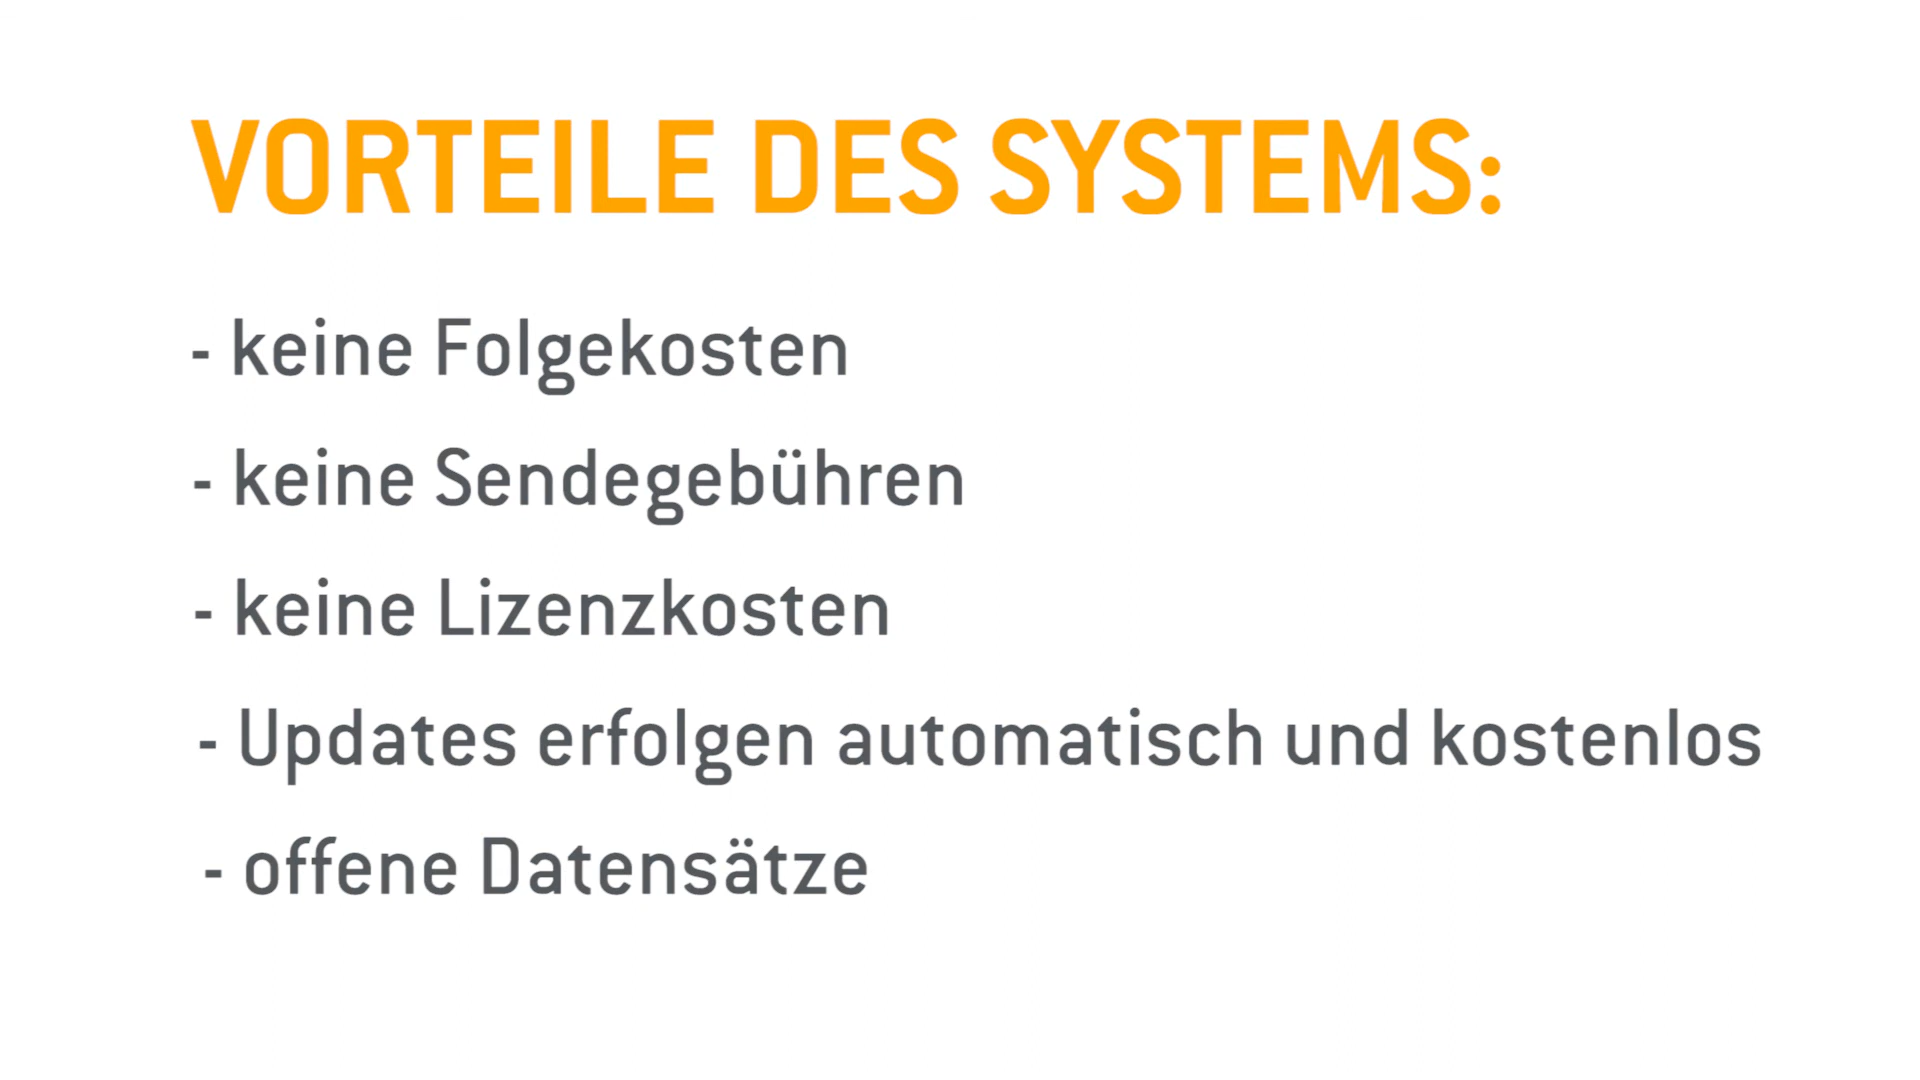 VORTEILE DES SYSTEMS:
- keine Folgekosten
- keine Sendegebühren
- keine Lizenzkosten
- Updates erfolgen automatisch und kostenlos
- offene Datensätze